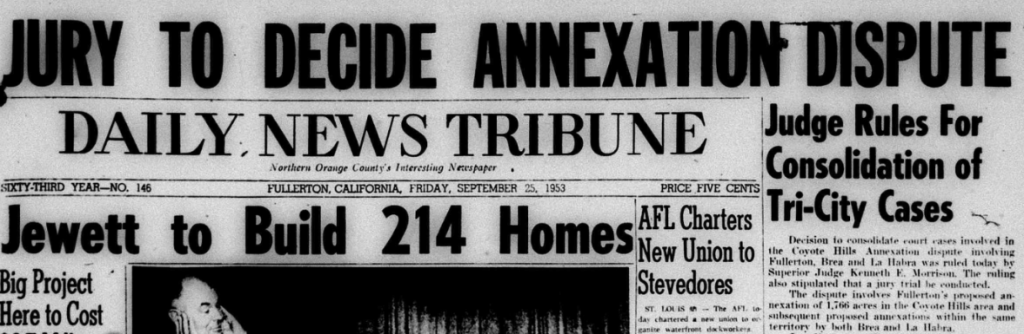 JURY TO DECIDE ANNEXATION DISPUTE
DAILY NEWS TRIBUNE
Northern Orange County's Interesting Newspaper
SIXTY-THIRD YEAR—NO. 146 FULLERTON, CALIFORNIA, FRIDAY, SEPTEMBER 25, 1953 PRICE FIVE CENTS
Jewett to Build 214 Homes
Big Project
Here to Cost
AFL Charters
New Union to
Stevedores
ST. LOUIS — The AFL to-
day chartered a new union to or-
ganize waterfront dockworkers.
Judge Rules For
Consolidation of
Tri-City Cases
Decision to consolidate court cases involved in
the Coyote Hills Annexation dispute involving
Fullerton, Brea and La Habra was ruled today by
Superior Judge Kenneth E. Morrison. The ruling
also stipulated that a jury trial be conducted.
The dispute involves Fullerton's proposed an-
nexation of 1,766 acres in the Coyote Hills area and
subsequent proposed annexations within the same
territory by both Brea and La Habra.